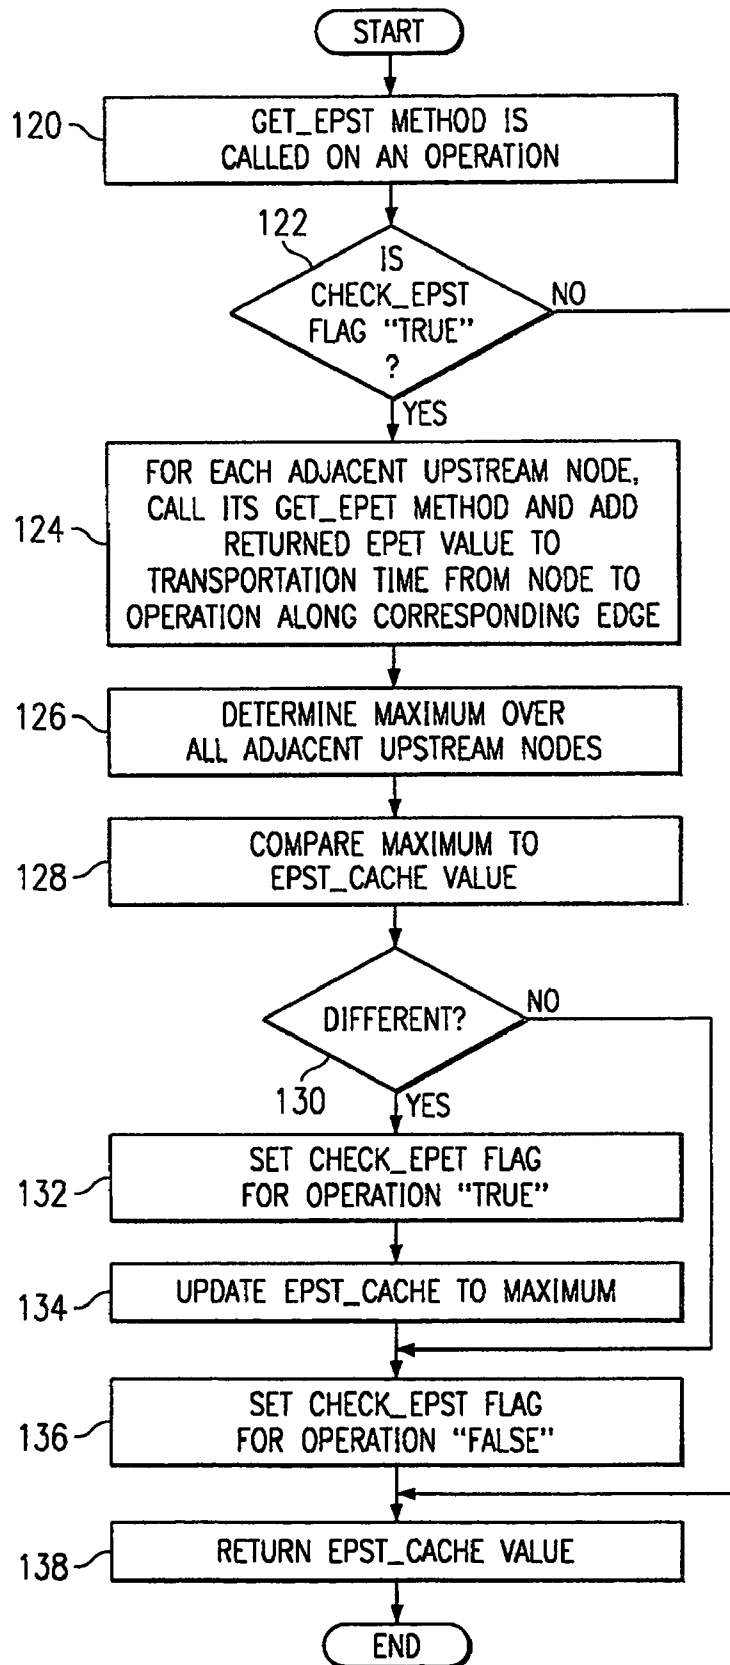 START
120
GET_EPST METHOD IS
CALLED ON AN OPERATION
122
IS
CHECK_EPST
FLAG "TRUE"
?
NO
YES
124
FOR EACH ADJACENT UPSTREAM NODE,
CALL ITS GET_EPET METHOD AND ADD
RETURNED EPET VALUE TO
TRANSPORTATION TIME FROM NODE TO
OPERATION ALONG CORRESPONDING EDGE
126
DETERMINE MAXIMUM OVER
ALL ADJACENT UPSTREAM NODES
128
COMPARE MAXIMUM TO
EPST_CACHE VALUE
DIFFERENT?
NO
130
YES
132
SET CHECK_EPET FLAG
FOR OPERATION "TRUE"
134
UPDATE EPST_CACHE TO MAXIMUM
136
SET CHECK_EPST FLAG
FOR OPERATION "FALSE"
138
RETURN EPST_CACHE VALUE
END